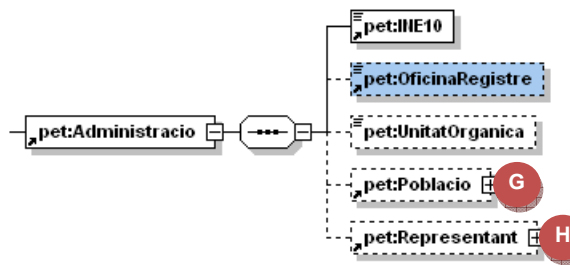 pet:INE10
pet:OficinaRegistre
pet:Administracio
pet:UnitatOrganica
pet:Poblacio G
pet:Representant H